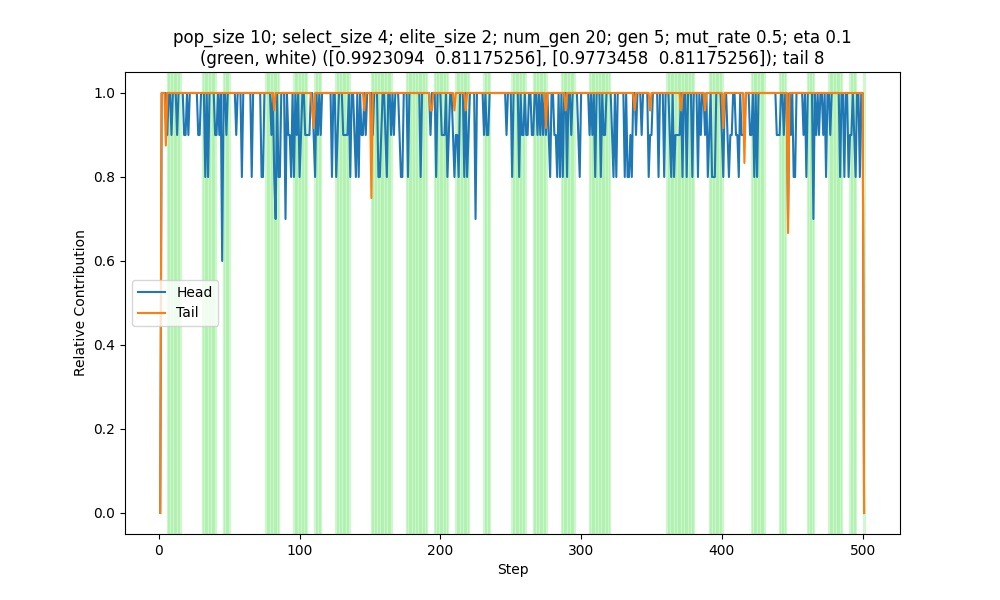 pop_size 10; select_size 4; elite_size 2; num_gen 20; gen 5; mut_rate 0.5; eta 0.1
(green, white) ([0.9923094  0.81175256], [0.9773458  0.81175256]); tail 8
1.0
0.8
0.6
0.4
0.2
0.0
Relative Contribution
Head
Tail
0 100 200 300 400 500
Step